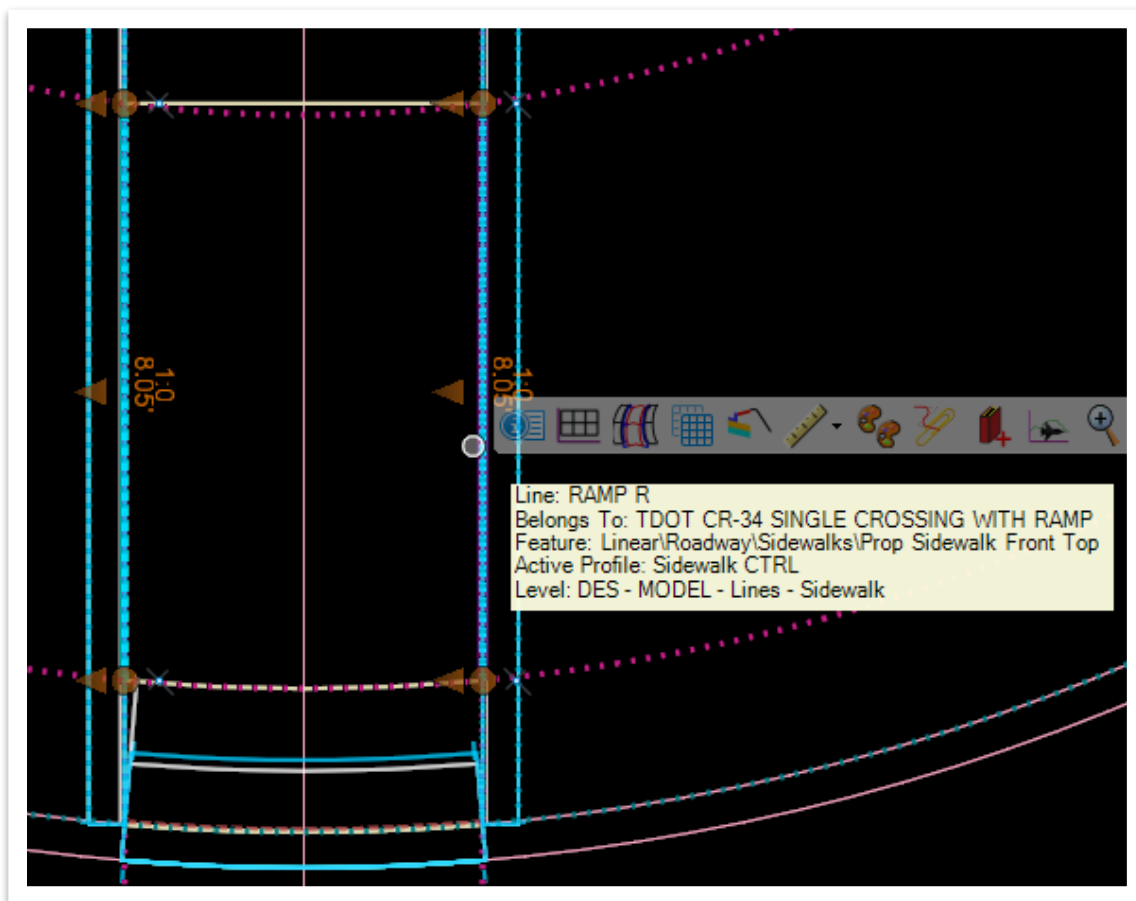 1:0
8.05'
1:0
8.05'
Line: RAMP R
Belongs To: TDOT CR-34 SINGLE CROSSING WITH RAMP
Feature: Linear\Roadway\Sidewalks\Prop Sidewalk Front Top
Active Profile: Sidewalk CTRL
Level: DES - MODEL - Lines - Sidewalk